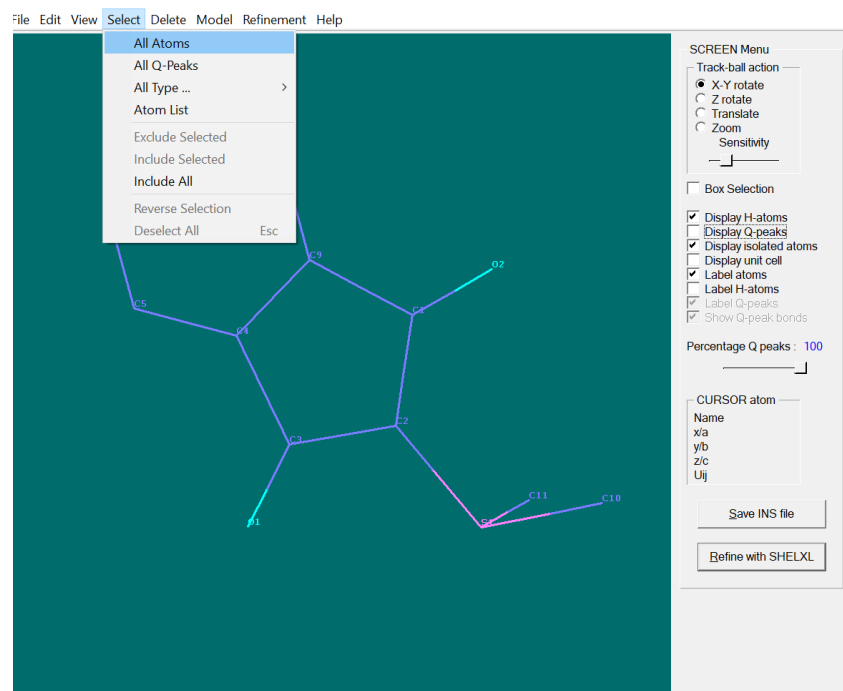 File Edit View Select Delete Model Refinement Help
All Atoms
All Q-Peaks
All Type ...
Atom List
Exclude Selected
Include Selected
Include All
Reverse Selection
Deselect All Esc
C9
O2
C1
C5
C4
C2
C3
C11
C10
O1
S1
SCREEN Menu
Track-ball action
X-Y rotate
Z rotate
Translate
Zoom
Sensitivity
Box Selection
Display H-atoms
Display Q-peaks
Display isolated atoms
Display unit cell
Label atoms
Label H-atoms
Label Q-peaks
Show Q-peak bonds
Percentage Q peaks : 100
CURSOR atom
Name
x/a
y/b
z/c
Uij
Save INS file
Refine with SHELXL